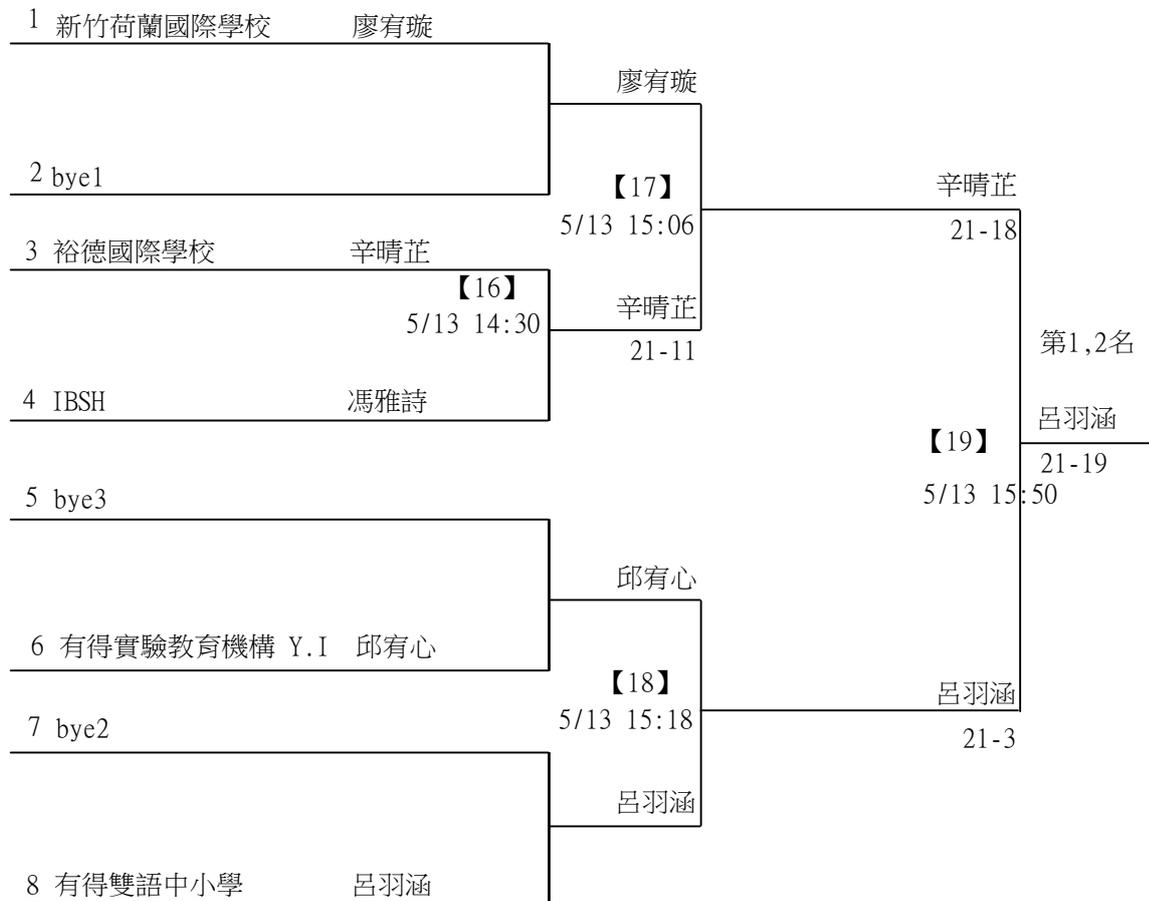 1 新竹荷蘭國際學校 廖宥璇
廖宥璇
2 bye1
【17】
5/13 15:06
辛晴芷
21-18
3 裕德國際學校 辛晴芷
【16】
5/13 14:30
辛晴芷
21-11
第1,2名
4 IBSH 馮雅詩
呂羽涵
【19】
21-19
5/13 15:50
5 bye3
邱宥心
6 有得實驗教育機構 Y.I 邱宥心
【18】
5/13 15:18
呂羽涵
21-3
7 bye2
呂羽涵
8 有得雙語中小學 呂羽涵